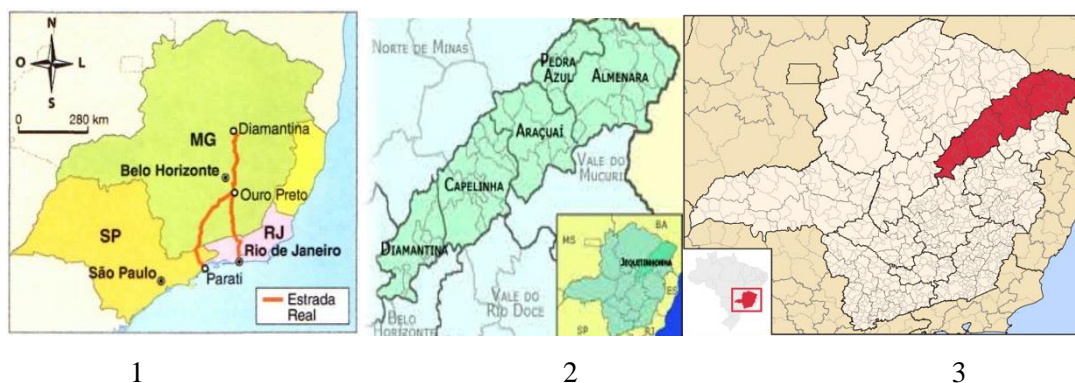 N
O
L
S
0
280 km
Diamantina
MG
Belo Horizonte
Ouro Preto
SP
RJ
Rio de Janeiro
São Paulo
Parati
Estrada
Real
NORTE DE MINAS
PEDRA
AZUL
ALMENARA
ARAÇUAÍ
VALE DO
MUCURI
CAPELINHA
DIAMANTINA
BELO
HORIZONTE
VALE DO
RIO DOCE
MS
BA
JEQUITINHONHA
ES
SP
RJ
1
2
3